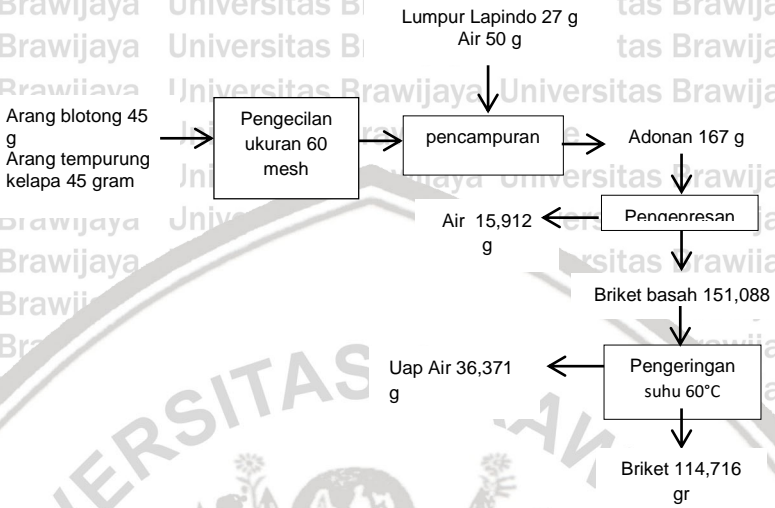 Lumpur Lapindo 27 g
Air 50 g
Arang blotong 45
g
Arang tempurung
kelapa 45 gram
Pengecilan
ukuran 60
mesh
pencampuran
Adonan 167 g
Air 15,912
g
Pengepresan
Briket basah 151,088
Uap Air 36,371
g
Pengeringan
suhu 60°C
Briket 114,716
gr